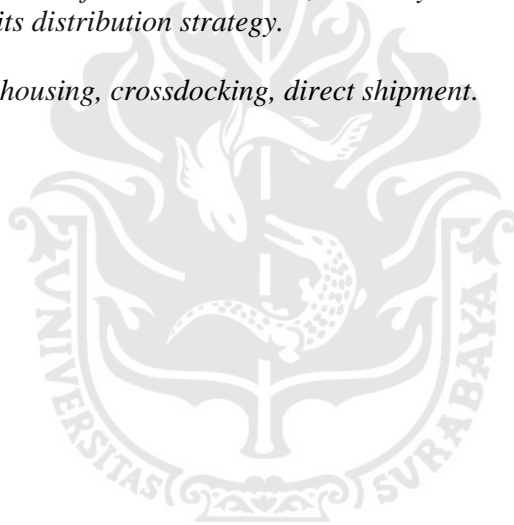 its distribution strategy.
housing, crossdocking, direct shipment.
UNIVERSITAS SURABAYA